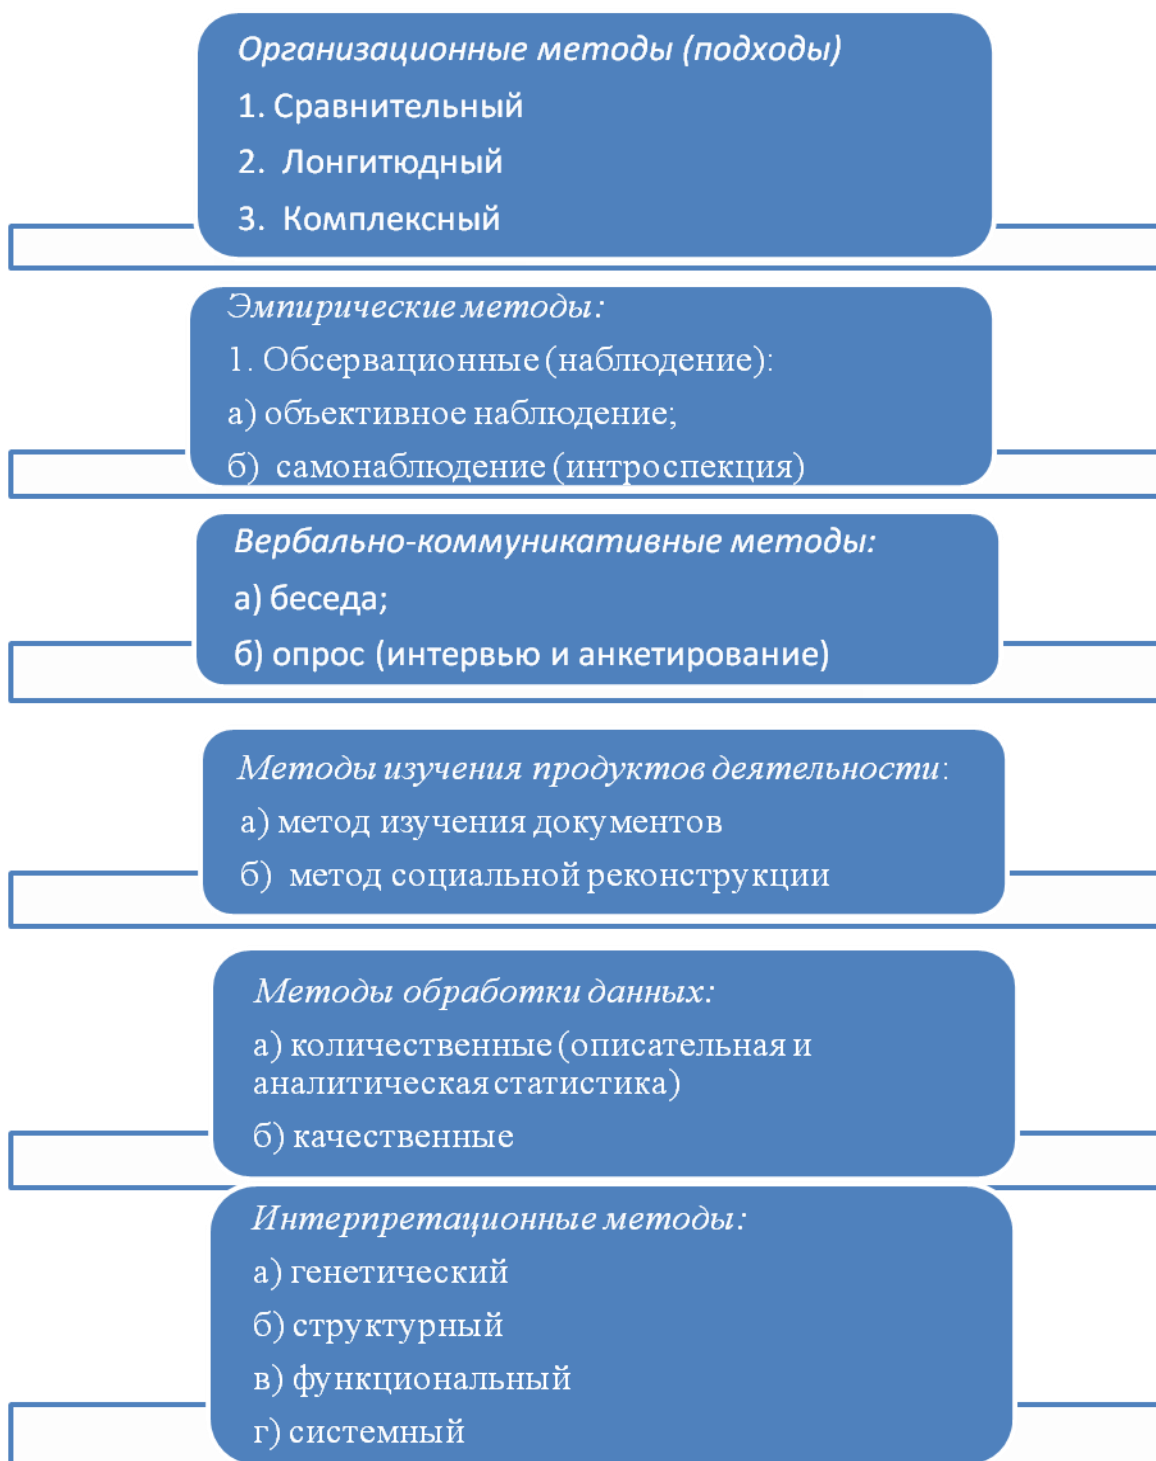 Организационные методы (подходы)
1. Сравнительный
2. Лонгитюдный
3. Комплексный
Эмпирические методы:
1. Обсервационные (наблюдение):
а) объективное наблюдение;
б) самонаблюдение (интроспекция)
Вербально-коммуникативные методы:
а) беседа;
б) опрос (интервью и анкетирование)
Методы изучения продуктов деятельности:
а) метод изучения документов
б) метод социальной реконструкции
Методы обработки данных:
а) количественные (описательная и
аналитическая статистика)
б) качественные
Интерпретационные методы:
а) генетический
б) структурный
в) функциональный
г) системный